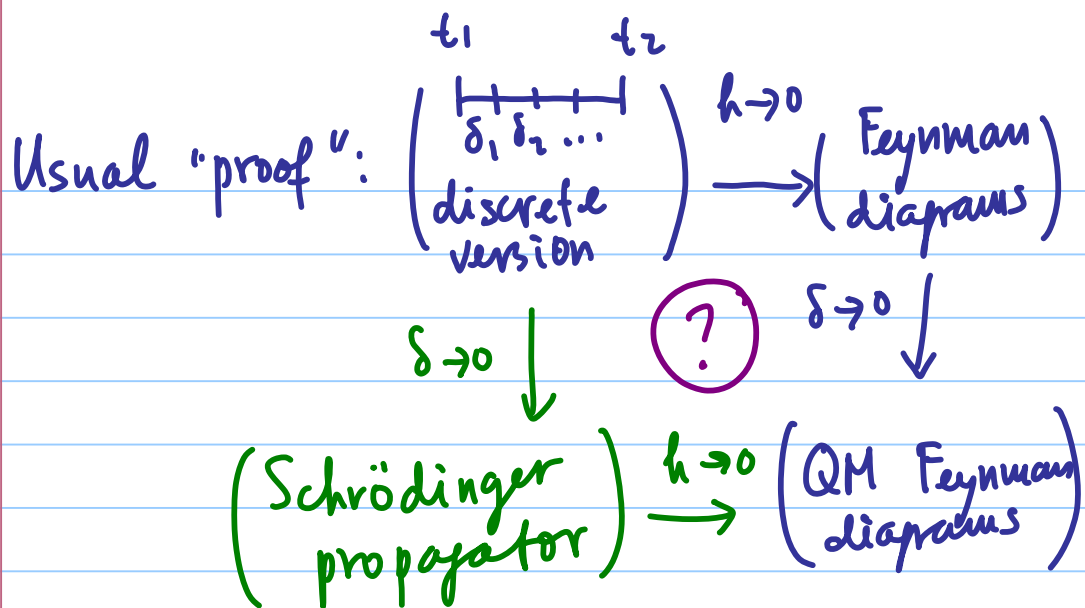 t₁ t₂
δ₁ δ₂ ...
h→0
Usual "proof":
discrete version
Feynman diagrams
δ→0
?
δ→0
Schrödinger propagator
h→0
QM Feynman diagrams